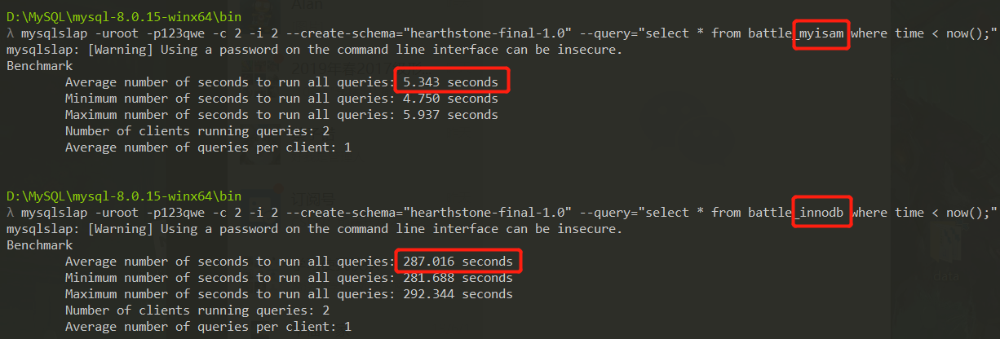 D:\MySQL\mysql-8.0.15-winx64\bin
λ mysqlslap -uroot -p123qwe -c 2 -i 2 --create-schema="hearthstone-final-1.0" --query="select * from battle_myisam where time < now();"
mysqlslap: [Warning] Using a password on the command line interface can be insecure.
Benchmark
Average number of seconds to run all queries: 5.343 seconds
Minimum number of seconds to run all queries: 4.750 seconds
Maximum number of seconds to run all queries: 5.937 seconds
Number of clients running queries: 2
Average number of queries per client: 1
D:\MySQL\mysql-8.0.15-winx64\bin
λ mysqlslap -uroot -p123qwe -c 2 -i 2 --create-schema="hearthstone-final-1.0" --query="select * from battle_innodb where time < now();"
mysqlslap: [Warning] Using a password on the command line interface can be insecure.
Benchmark
Average number of seconds to run all queries: 287.016 seconds
Minimum number of seconds to run all queries: 281.688 seconds
Maximum number of seconds to run all queries: 292.344 seconds
Number of clients running queries: 2
Average number of queries per client: 1
data